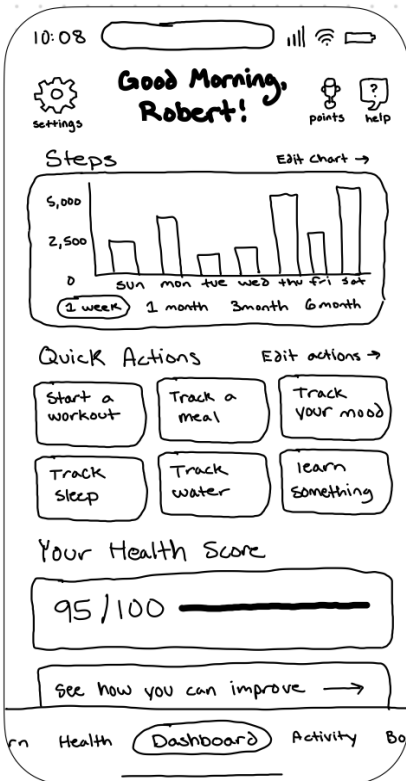 10:08
Good Morning,
Robert!
settings
points
help
?
Steps
Edit chart →
5,000
2,500
0
sun mon tue wed thu fri sat
1 week 1 month 3month 6month
Quick Actions
Edit actions →
Start a
workout
Track a
meal
Track
your mood
Track
Sleep
Track
water
learn
something
Your Health Score
95/100
See how you can improve →
rn Health Dashboard Activity Bo